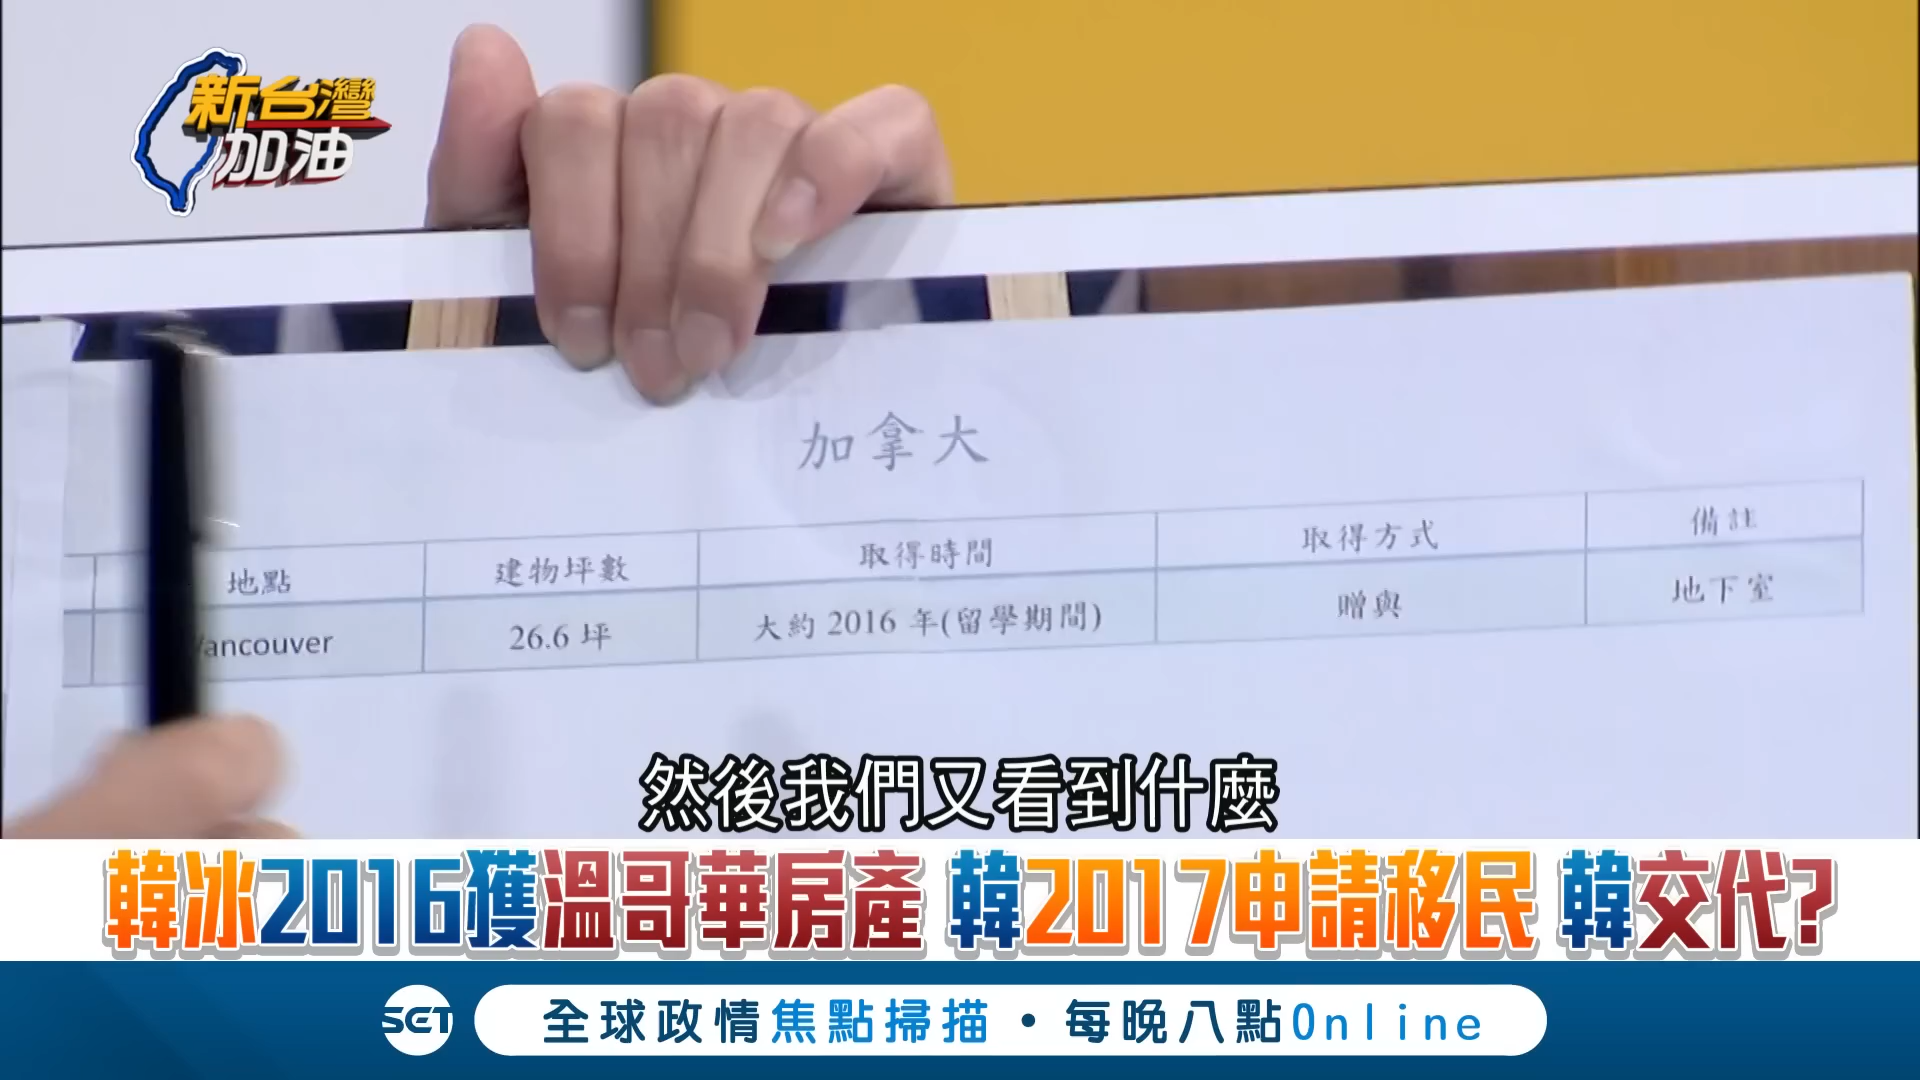 新台灣
加油
加拿大
地點 建物坪數 取得時間 取得方式 備註
Vancouver 26.6 坪 大約 2016 年(留學期間) 贈與 地下室
然後我們又看到什麼
韓冰2016獲溫哥華房產 韓2017申請移民 韓交代?
SET 全球政情焦點掃描・每晚八點Online